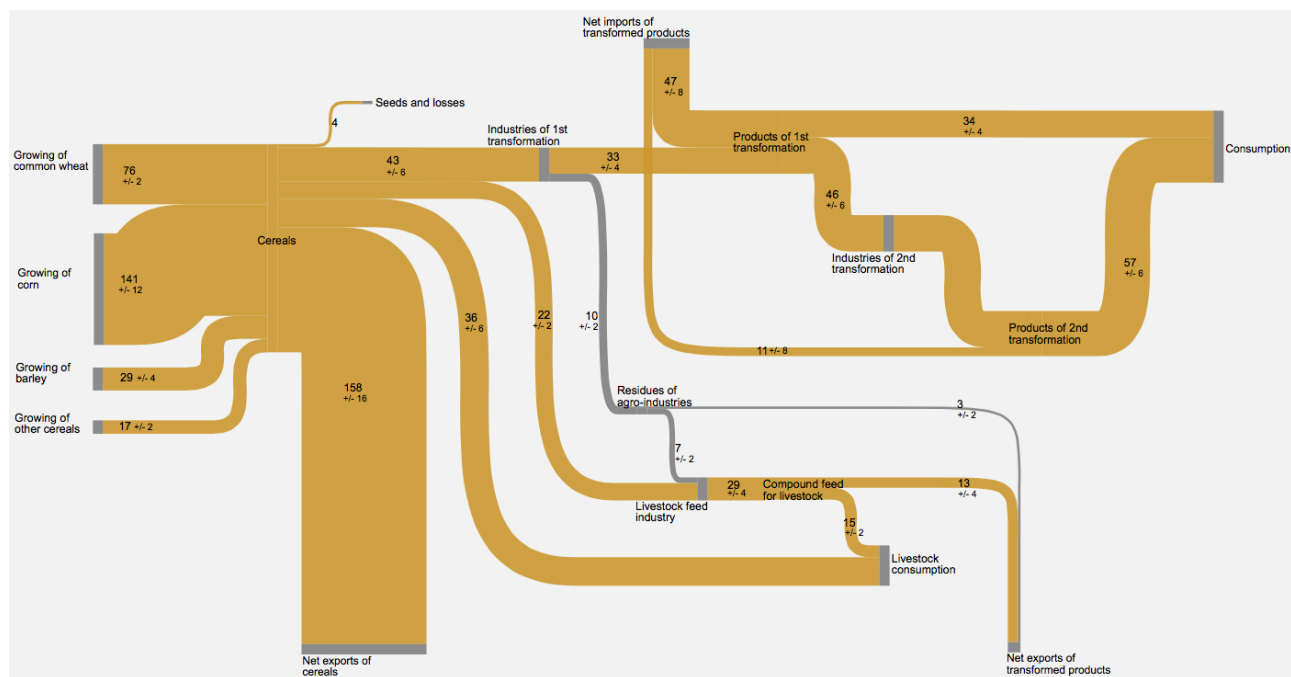 Net imports of
transformed products
47
+/- 8
Seeds and losses
4
Industries of 1st
transformation
Products of 1st
transformation
34
+/- 4
Growing of
common wheat
76
+/- 2
43
+/- 6
33
+/- 4
Consumption
46
+/- 6
Cereals
Industries of 2nd
transformation
57
+/- 6
Growing of
corn
141
+/- 12
36
+/- 6
22
+/- 2
10
+/- 2
Products of 2nd
transformation
11 +/- 8
Growing of
barley
29 +/- 4
158
+/- 16
Residues of
agro-industries
3
+/- 2
Growing of
other cereals
17 +/- 2
7
+/- 2
Livestock feed
industry
29
+/- 4
Compound feed
for livestock
13
+/- 4
15
+/- 2
Livestock
consumption
Net exports of
cereals
Net exports of
transformed products